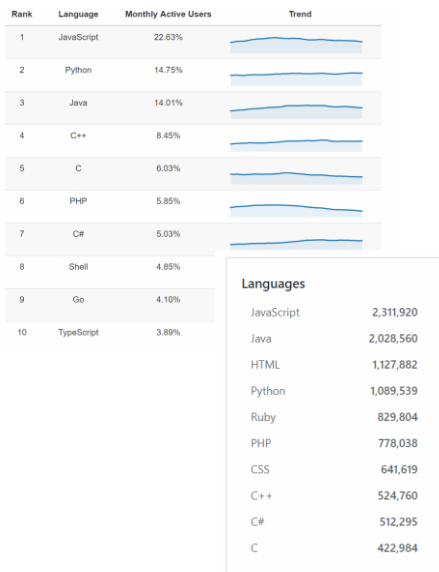 Rank Language Monthly Active Users Trend
1 JavaScript 22.63%
2 Python 14.75%
3 Java 14.01%
4 C++ 8.45%
5 C 6.03%
6 PHP 5.85%
7 C# 5.03%
8 Shell 4.85%
9 Go 4.10%
10 TypeScript 3.89%
Languages
JavaScript 2,311,920
Java 2,028,560
HTML 1,127,882
Python 1,089,539
Ruby 829,804
PHP 778,038
CSS 641,619
C++ 524,760
C# 512,295
C 422,984